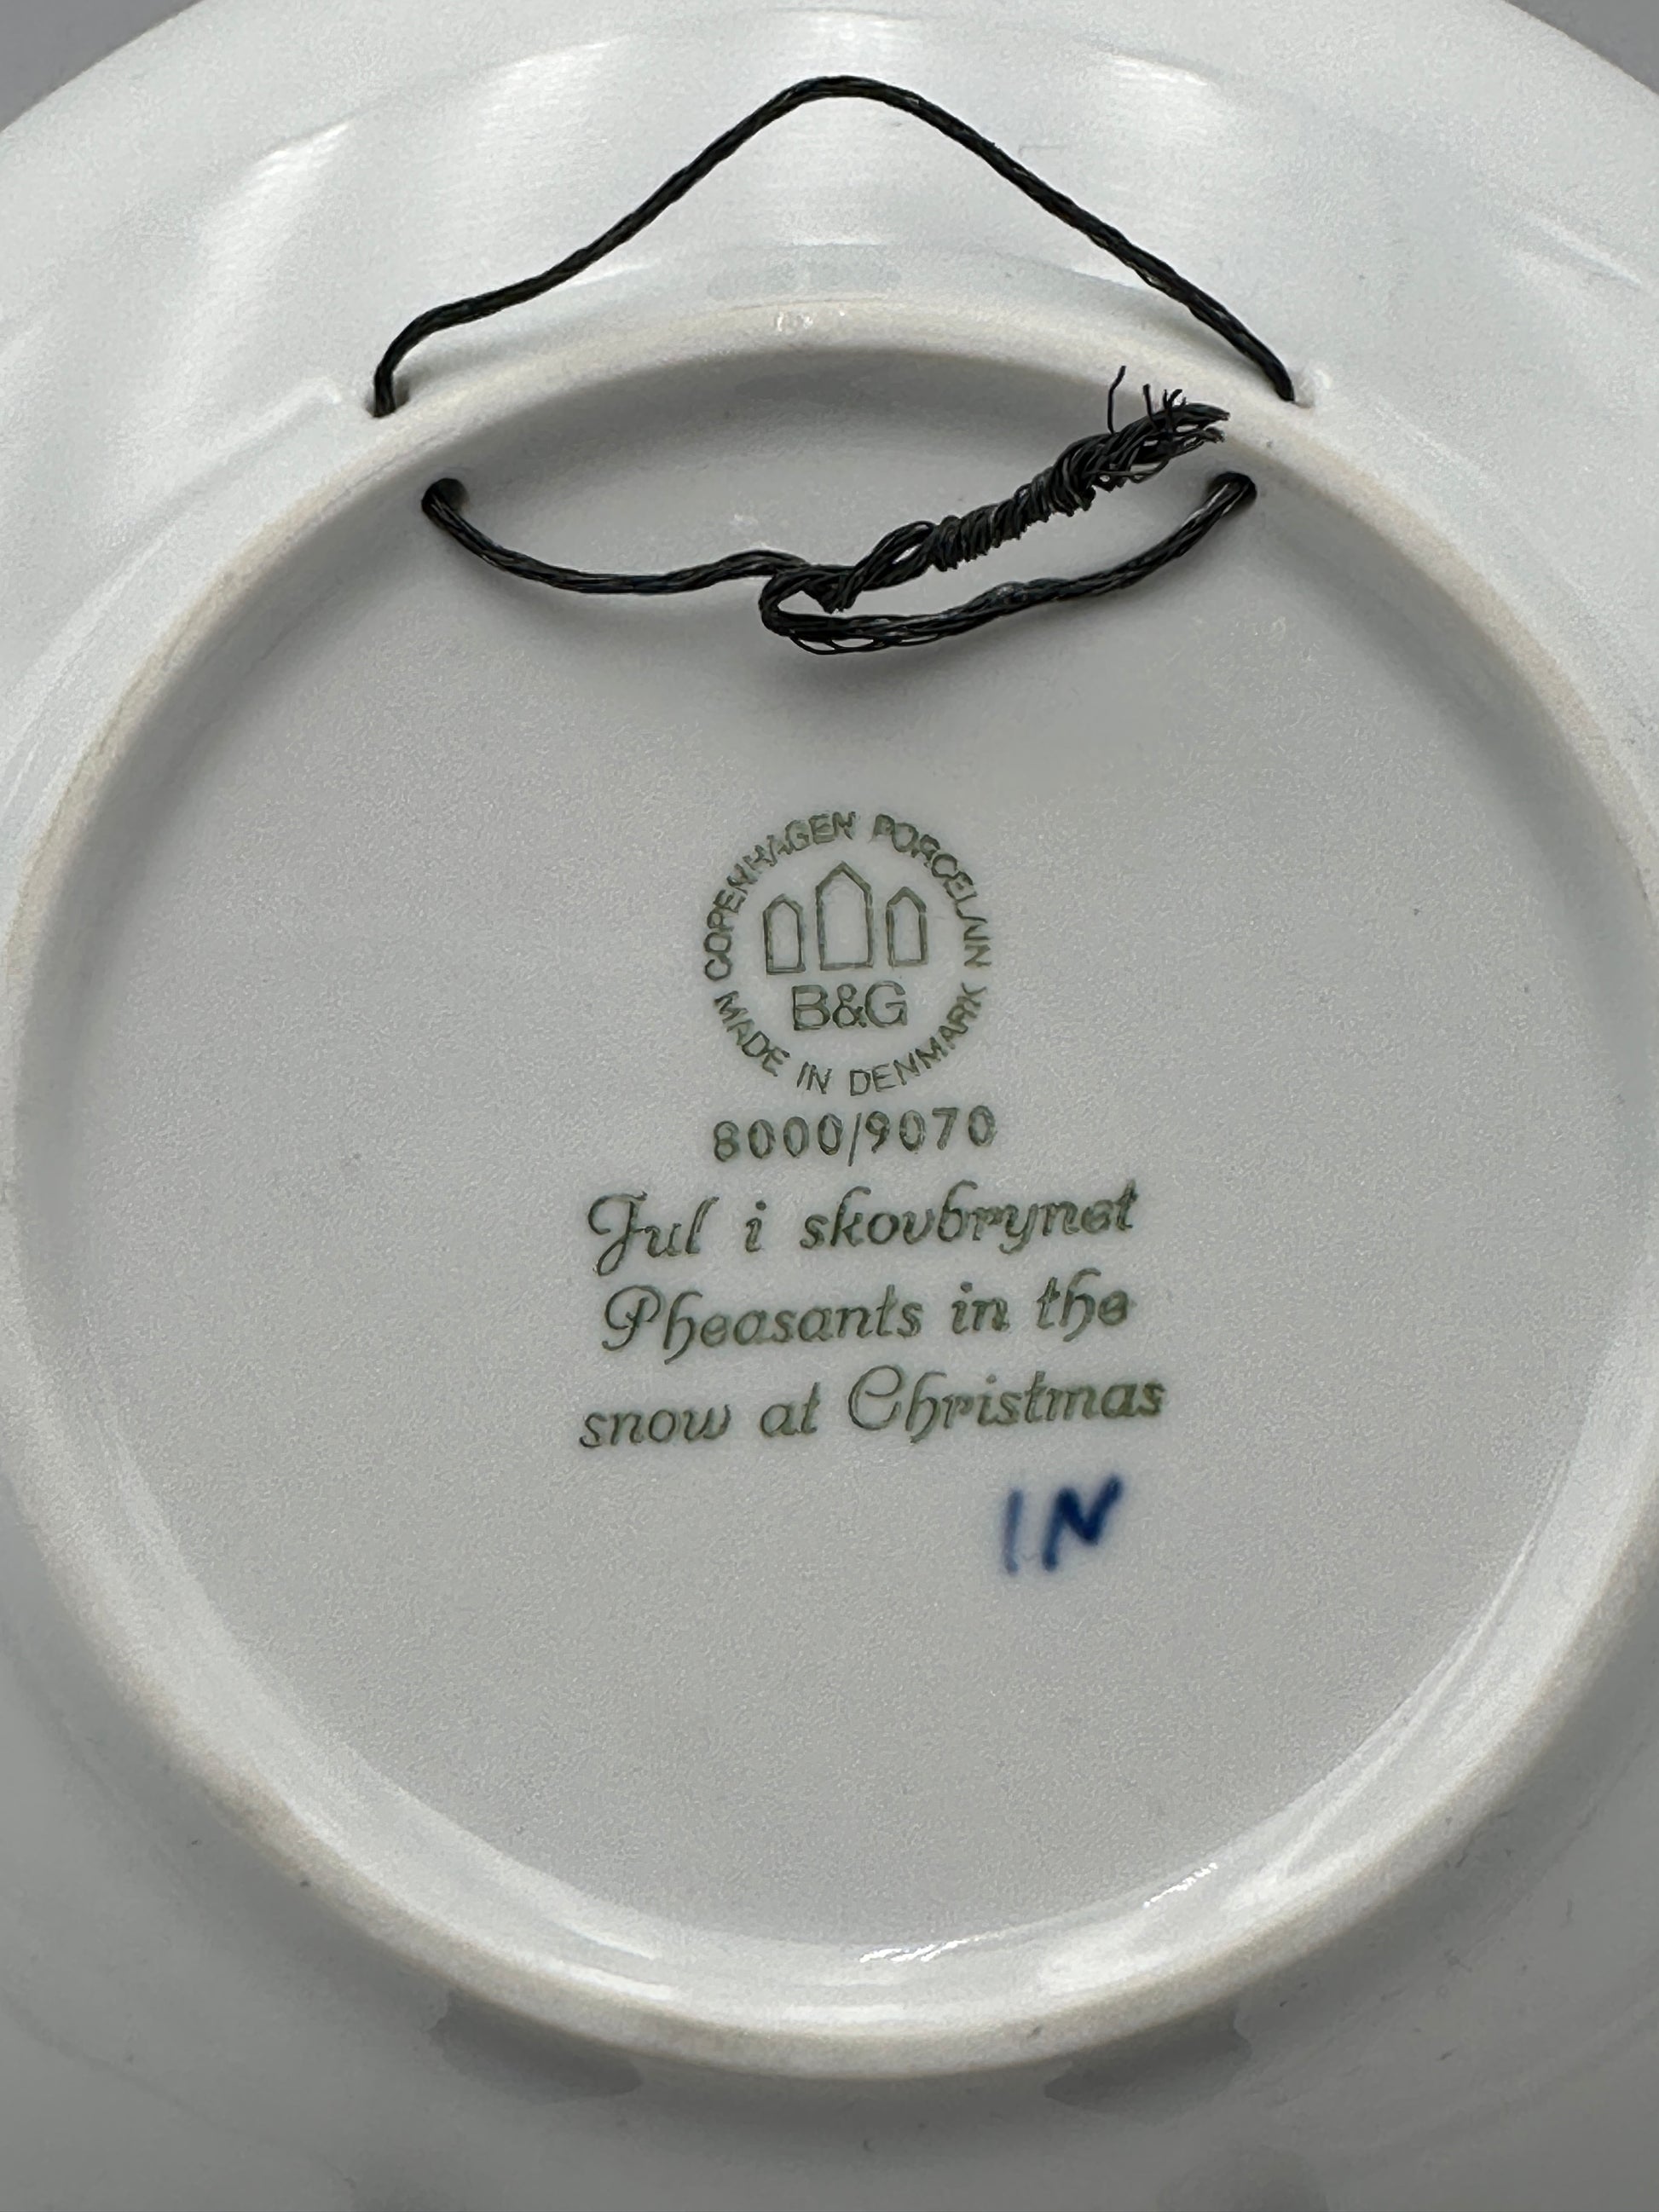 COPENHAGEN PORCELAIN
B&G
MADE IN DENMARK
8000/9070
Jul i skovbrynet
Pheasants in the
snow at Christmas
IN